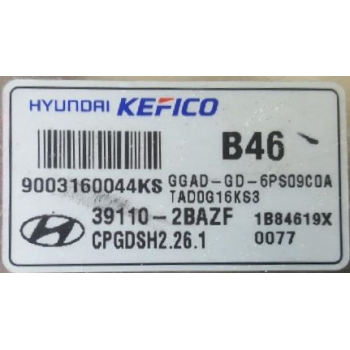 HYUNDAI KEFICO
B46
9003160044KS GGAD-GD-6PS09C0A
TAD0G16KS3
39110-2BAZF 1B84619X
CPGDSH2.26.1 0077